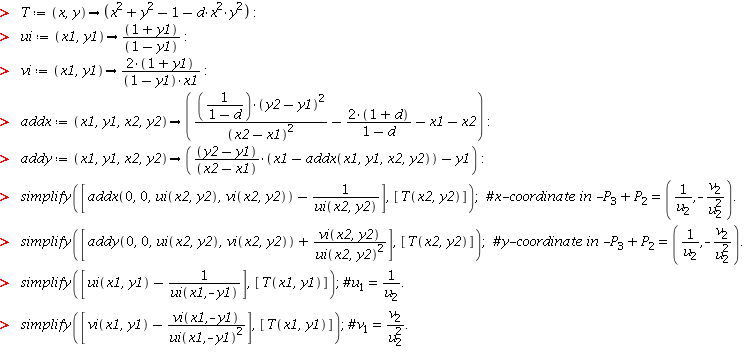 > T := (x, y) → (x² + y² − 1 − d·x²·y²) :
> ui := (x1, y1) → (1 + y1)/(1 − y1) :
> vi := (x1, y1) → 2·(1 + y1)/((1 − y1)·x1) :
> addx := (x1, y1, x2, y2) → ( (1/(1 − d))·(y2 − y1)²/(x2 − x1)² − 2·(1 + d)/(1 − d) − x1 − x2 ) :
> addy := (x1, y1, x2, y2) → ( (y2 − y1)/(x2 − x1)·(x1 − addx(x1, y1, x2, y2)) − y1 ) :
> simplify([addx(0, 0, ui(x2, y2), vi(x2, y2)) − 1/ui(x2, y2)], [T(x2, y2)]); #x-coordinate in −P₃ + P₂ = (1/u₂, −v₂/u₂²).
> simplify([addy(0, 0, ui(x2, y2), vi(x2, y2)) + vi(x2, y2)/ui(x2, y2)²], [T(x2, y2)]); #y-coordinate in −P₃ + P₂ = (1/u₂, −v₂/u₂²).
> simplify([ui(x1, y1) − 1/ui(x1, −y1)], [T(x1, y1)]); #u₁ = 1/u₂.
> simplify([vi(x1, y1) − vi(x1, −y1)/ui(x1, −y1)²], [T(x1, y1)]); #v₁ = v₂/u₂².